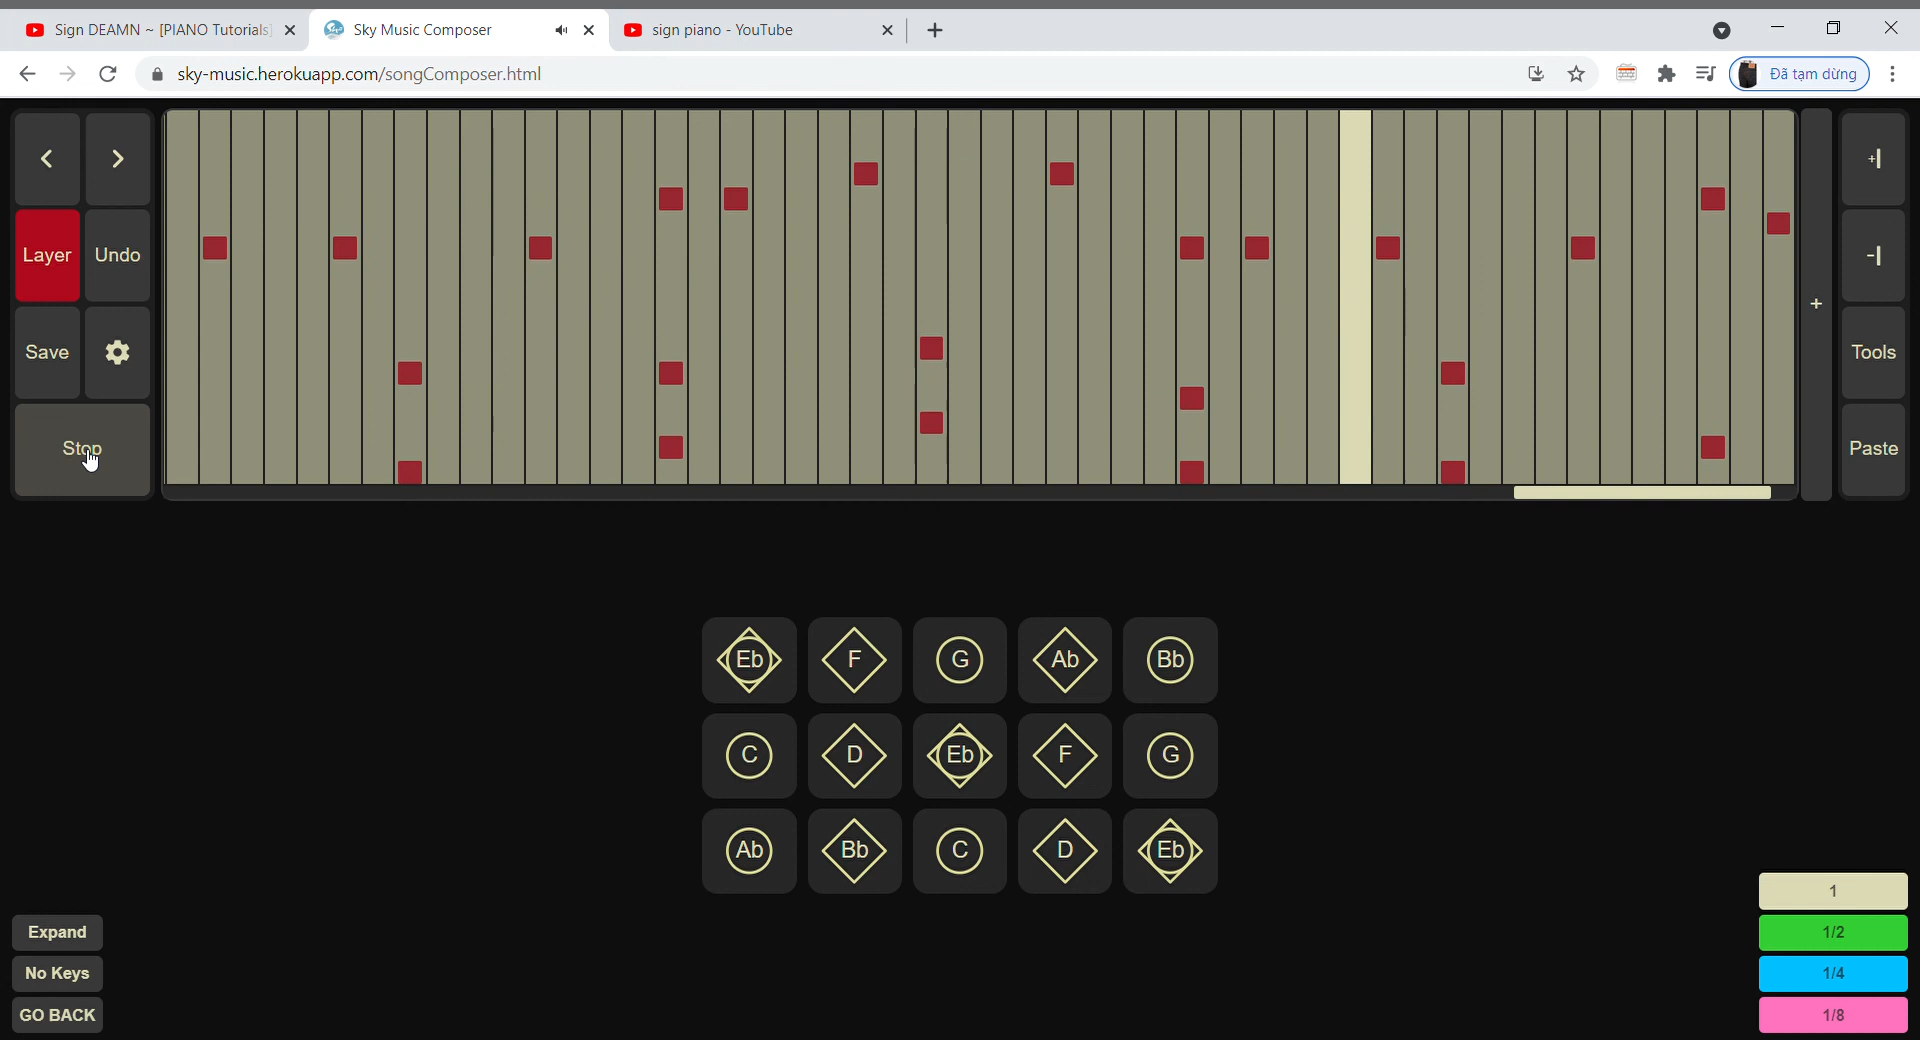 Sign DEAMN ~ [PIANO Tutorials]
Sky Music Composer
sign piano - YouTube
sky-music.herokuapp.com/songComposer.html
Đã tạm dừng
Layer
Undo
Save
Stop
+
Tools
Paste
Eb F G Ab Bb
C D Eb F G
Ab Bb C D Eb
Expand
No Keys
GO BACK
1
1/2
1/4
1/8